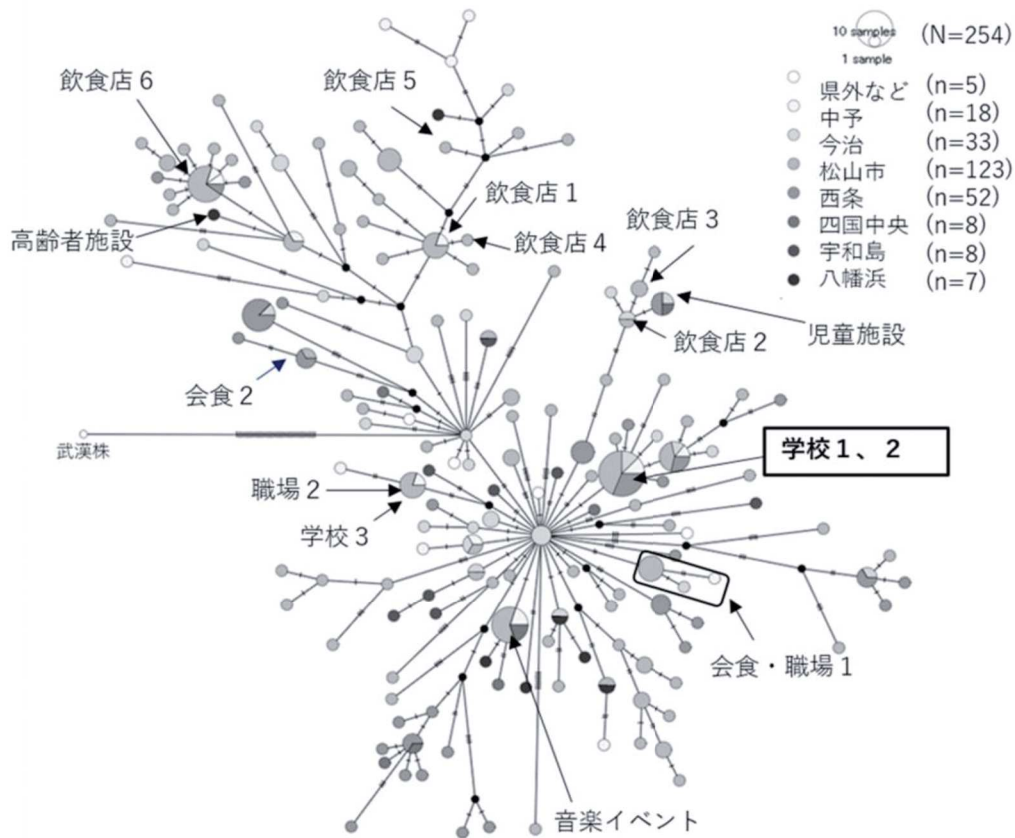 10 samples
(N=254)
1 sample
県外など (n=5)
中予 (n=18)
今治 (n=33)
松山市 (n=123)
西条 (n=52)
四国中央 (n=8)
宇和島 (n=8)
八幡浜 (n=7)
飲食店6
飲食店5
飲食店1
飲食店4
飲食店3
高齢者施設
飲食店2
児童施設
会食2
武漢株
学校1、2
職場2
学校3
会食・職場1
音楽イベント